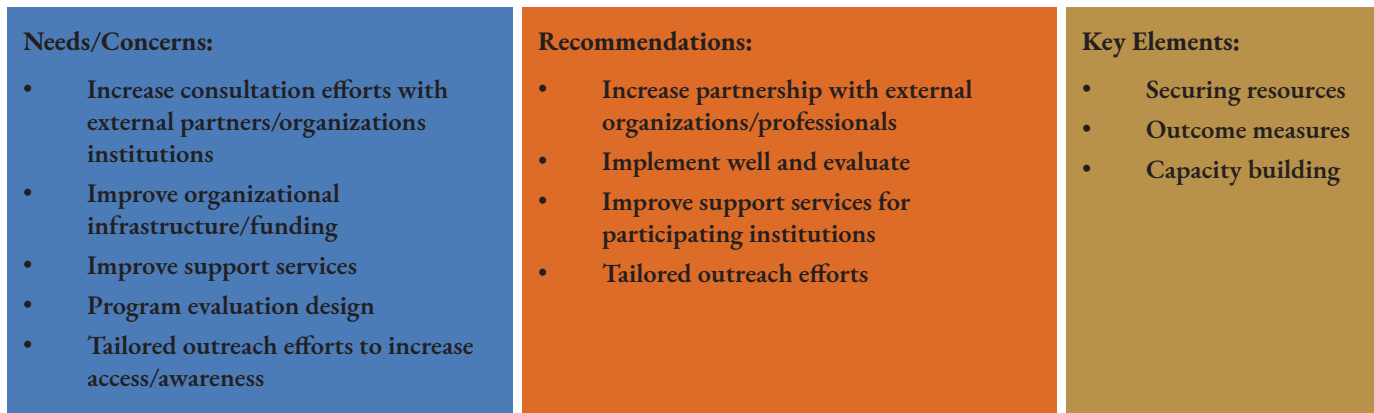 Needs/Concerns:
• Increase consultation efforts with
external partners/organizations
institutions
• Improve organizational
infrastructure/funding
• Improve support services
• Program evaluation design
• Tailored outreach efforts to increase
access/awareness
Recommendations:
• Increase partnership with external
organizations/professionals
• Implement well and evaluate
• Improve support services for
participating institutions
• Tailored outreach efforts
Key Elements:
• Securing resources
• Outcome measures
• Capacity building